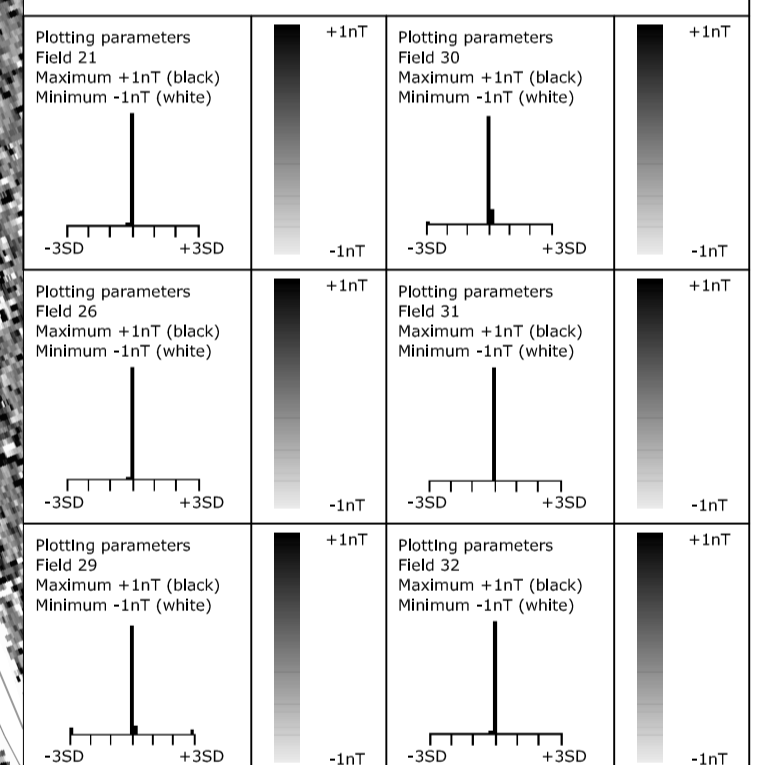 Plotting parameters
Field 21
Maximum +1nT (black)
Minimum -1nT (white)
-3SD +3SD
+1nT
-1nT
Plotting parameters
Field 30
Maximum +1nT (black)
Minimum -1nT (white)
-3SD +3SD
+1nT
-1nT
Plotting parameters
Field 26
Maximum +1nT (black)
Minimum -1nT (white)
-3SD +3SD
+1nT
-1nT
Plotting parameters
Field 31
Maximum +1nT (black)
Minimum -1nT (white)
-3SD +3SD
+1nT
-1nT
Plotting parameters
Field 29
Maximum +1nT (black)
Minimum -1nT (white)
-3SD +3SD
+1nT
-1nT
Plotting parameters
Field 32
Maximum +1nT (black)
Minimum -1nT (white)
-3SD +3SD
+1nT
-1nT